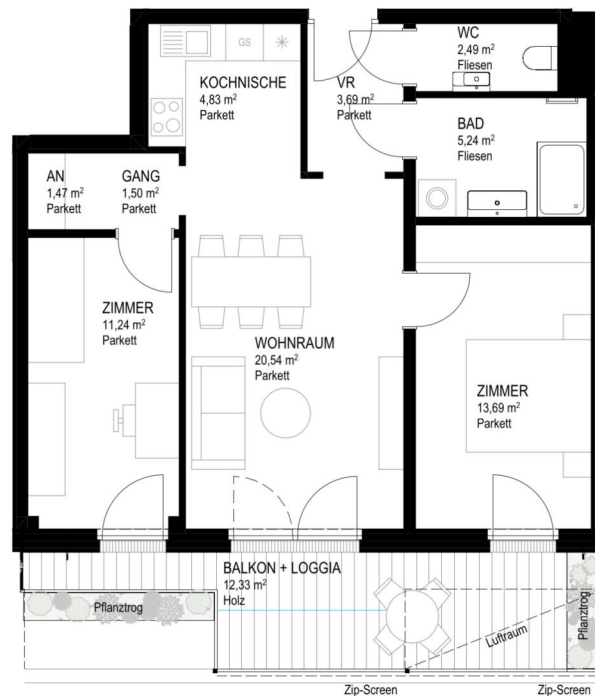 WC
2,49 m²
Fliesen
GS
KOCHNISCHE
4,83 m²
Parkett
VR
3,69 m²
Parkett
BAD
5,24 m²
Fliesen
AN
1,47 m²
Parkett
GANG
1,50 m²
Parkett
ZIMMER
11,24 m²
Parkett
WOHNRAUM
20,54 m²
Parkett
ZIMMER
13,69 m²
Parkett
BALKON + LOGGIA
12,33 m²
Holz
Pflanztrog
Luftraum
Pflanztrog
Zip-Screen
Zip-Screen